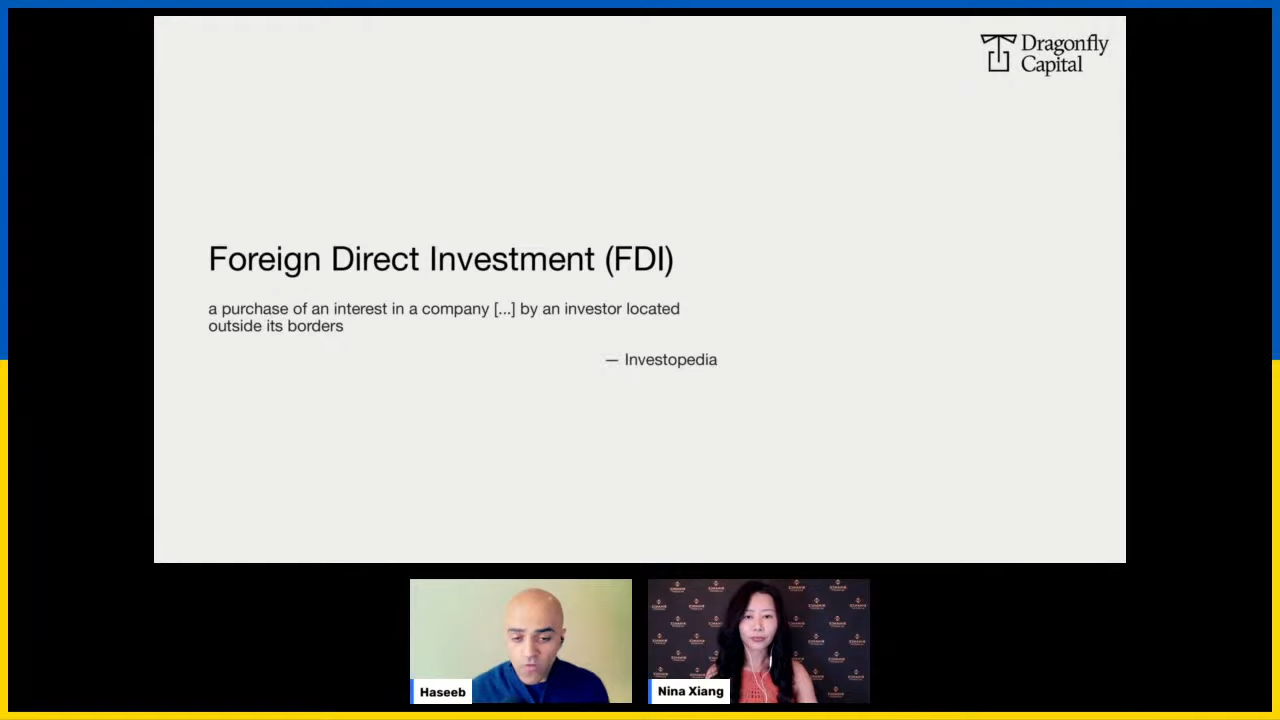 Dragonfly
Capital
Foreign Direct Investment (FDI)
a purchase of an interest in a company [...] by an investor located
outside its borders
— Investopedia
Haseeb
Nina Xiang